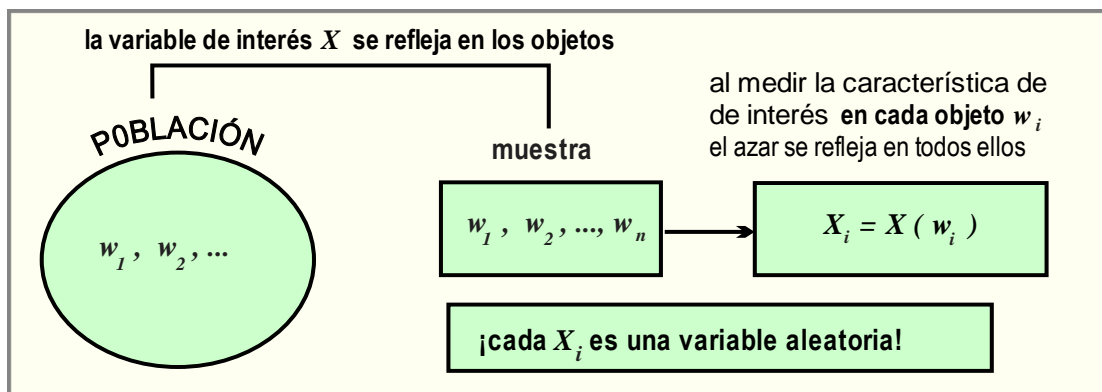 la variable de interés X se refleja en los objetos
P0BLACIÓN
w1 , w2 , ...
muestra
w1 , w2 , ..., wn
al medir la característica de
de interés en cada objeto wi
el azar se refleja en todos ellos
Xi = X ( wi )
¡cada Xi es una variable aleatoria!